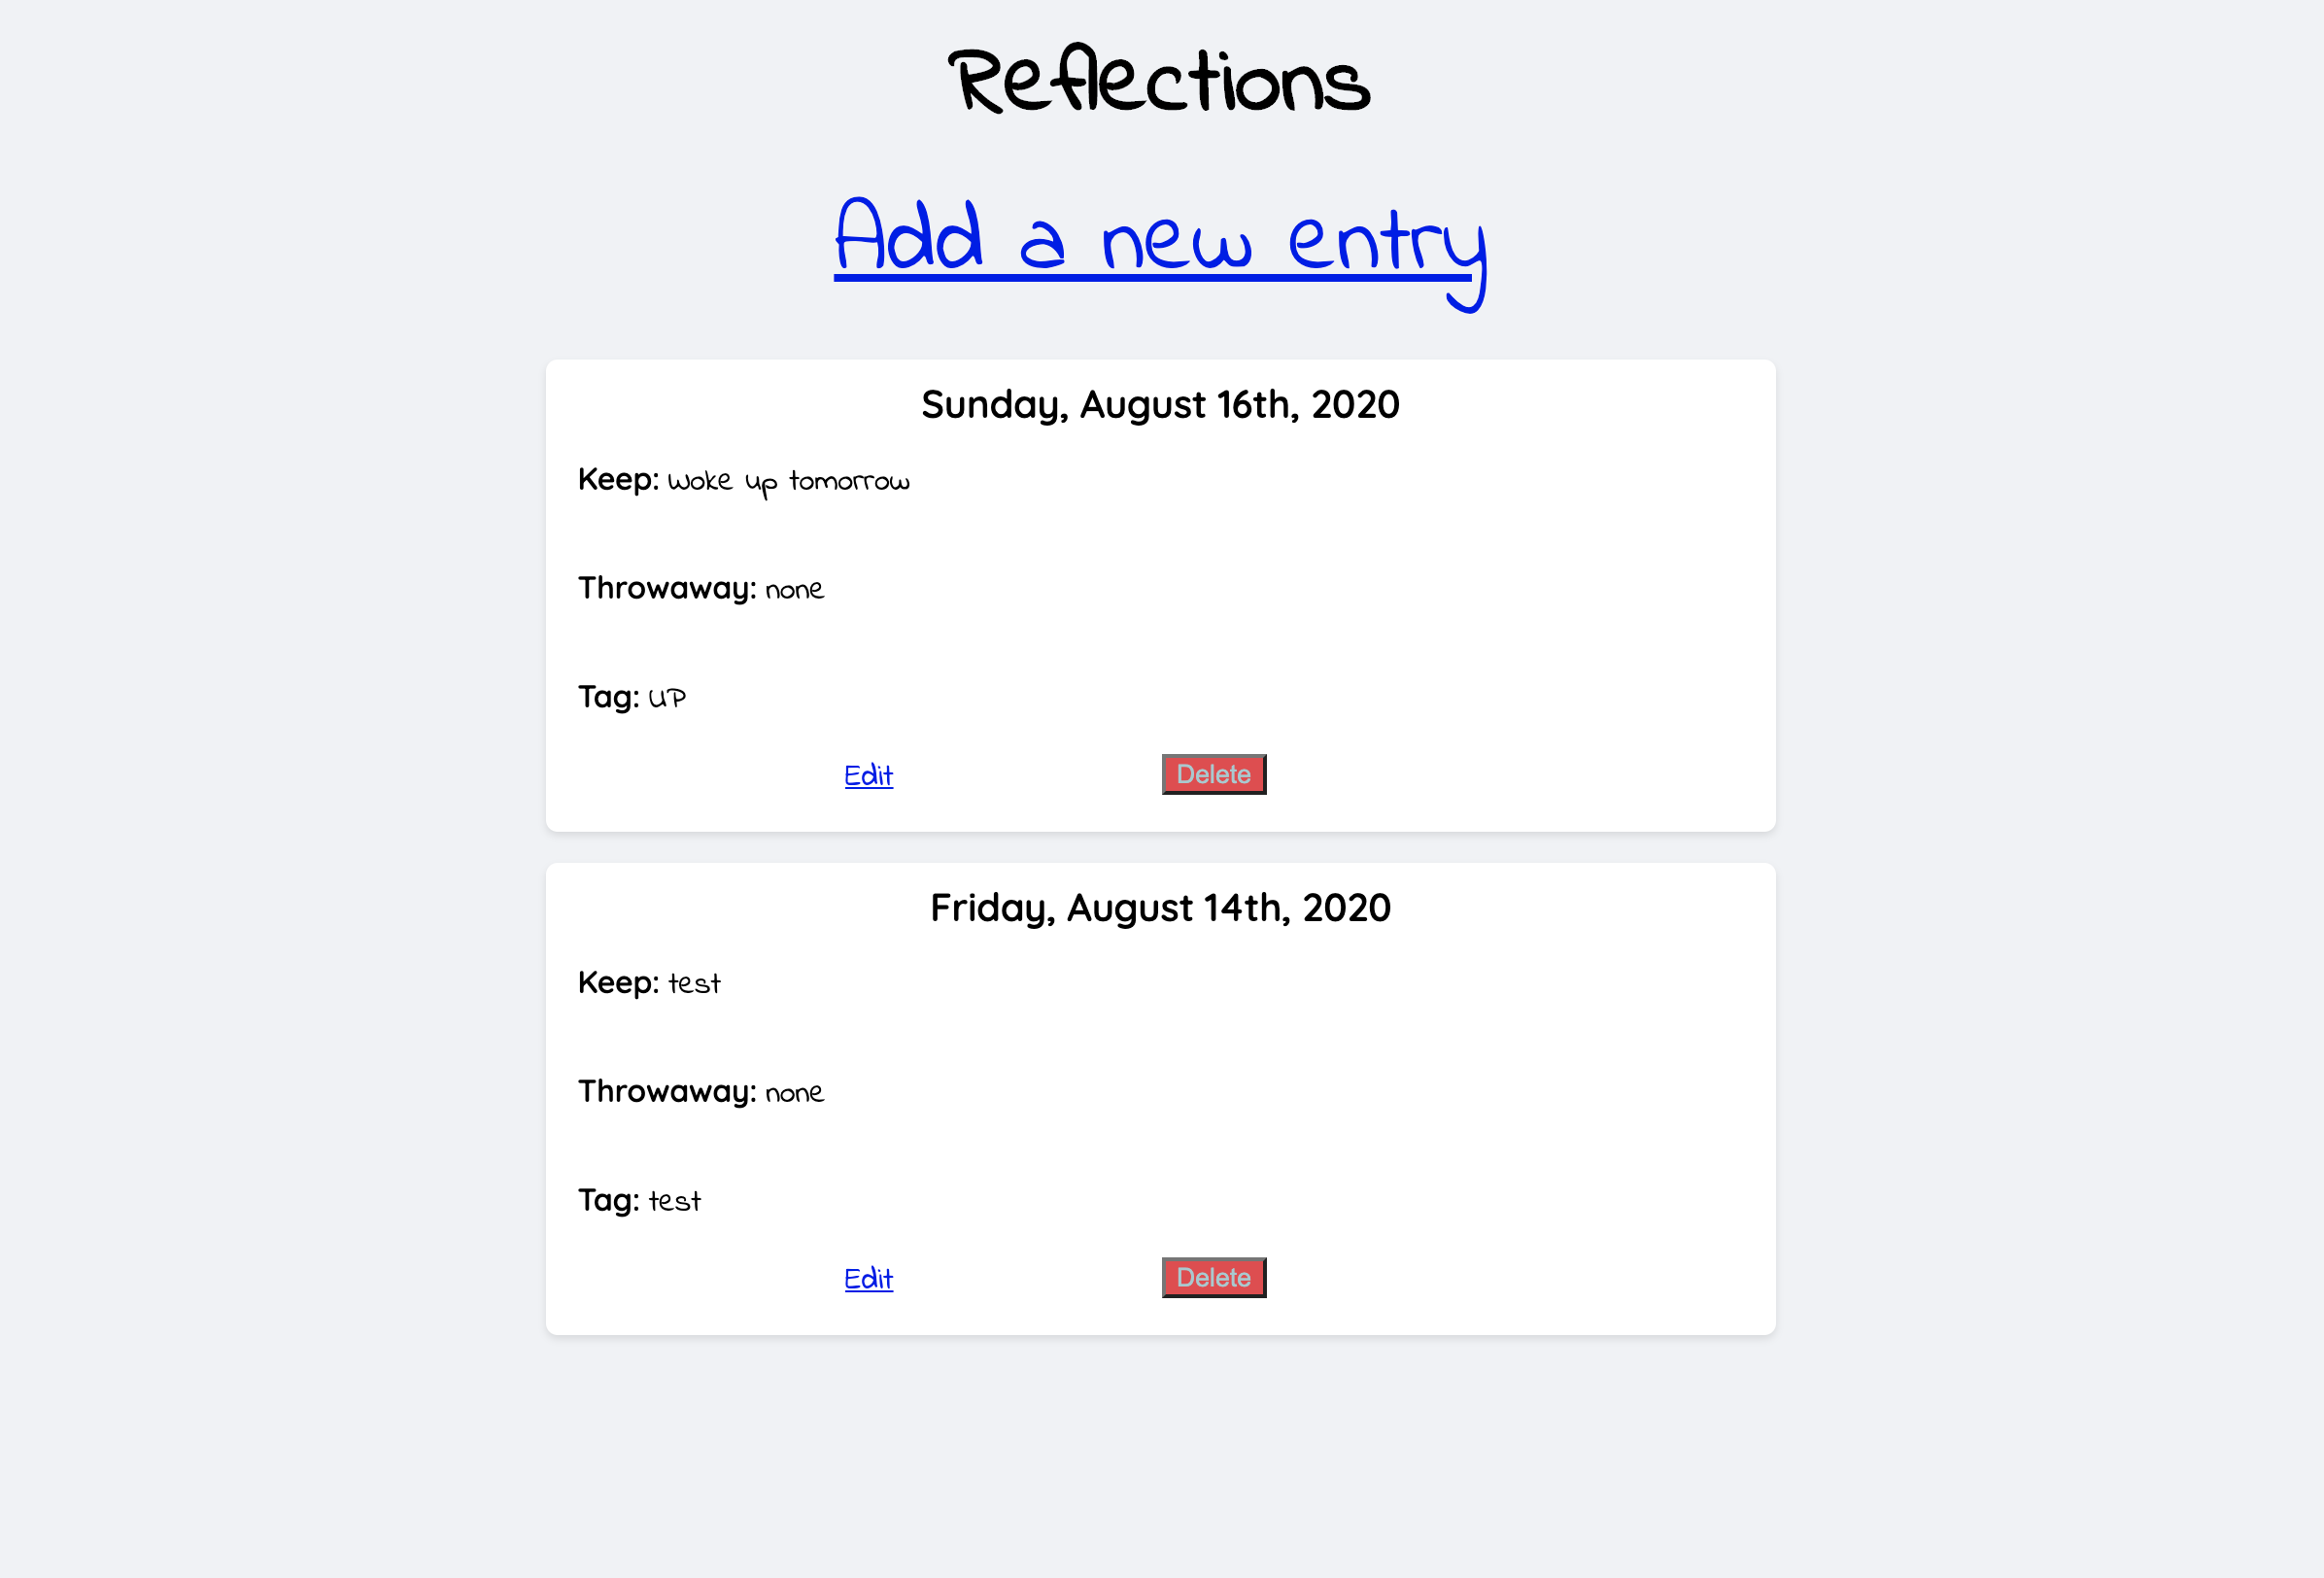 Reflections
Add a new entry
Sunday, August 16th, 2020
Keep: woke up tomorrow
Throwaway: none
Tag: UP
Edit Delete
Friday, August 14th, 2020
Keep: test
Throwaway: none
Tag: test
Edit Delete